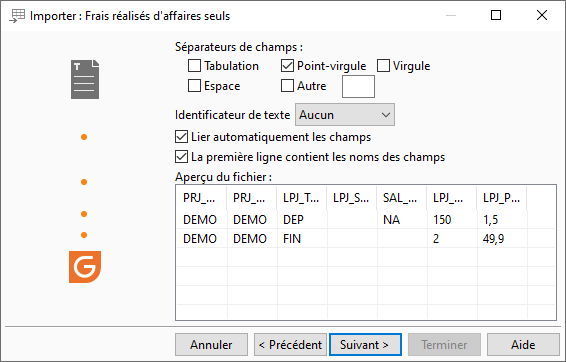 Importer : Frais réalisés d'affaires seuls
Séparateurs de champs :
Tabulation Point-virgule Virgule
Espace Autre
Identificateur de texte Aucun
Lier automatiquement les champs
La première ligne contient les noms des champs
Aperçu du fichier :
PRJ_... PRJ_... LPJ_T... LPJ_S... SAL_... LPJ_... LPJ_P...
DEMO DEMO DEP NA 150 1,5
DEMO DEMO FIN 2 49,9
Annuler < Précédent Suivant > Terminer Aide